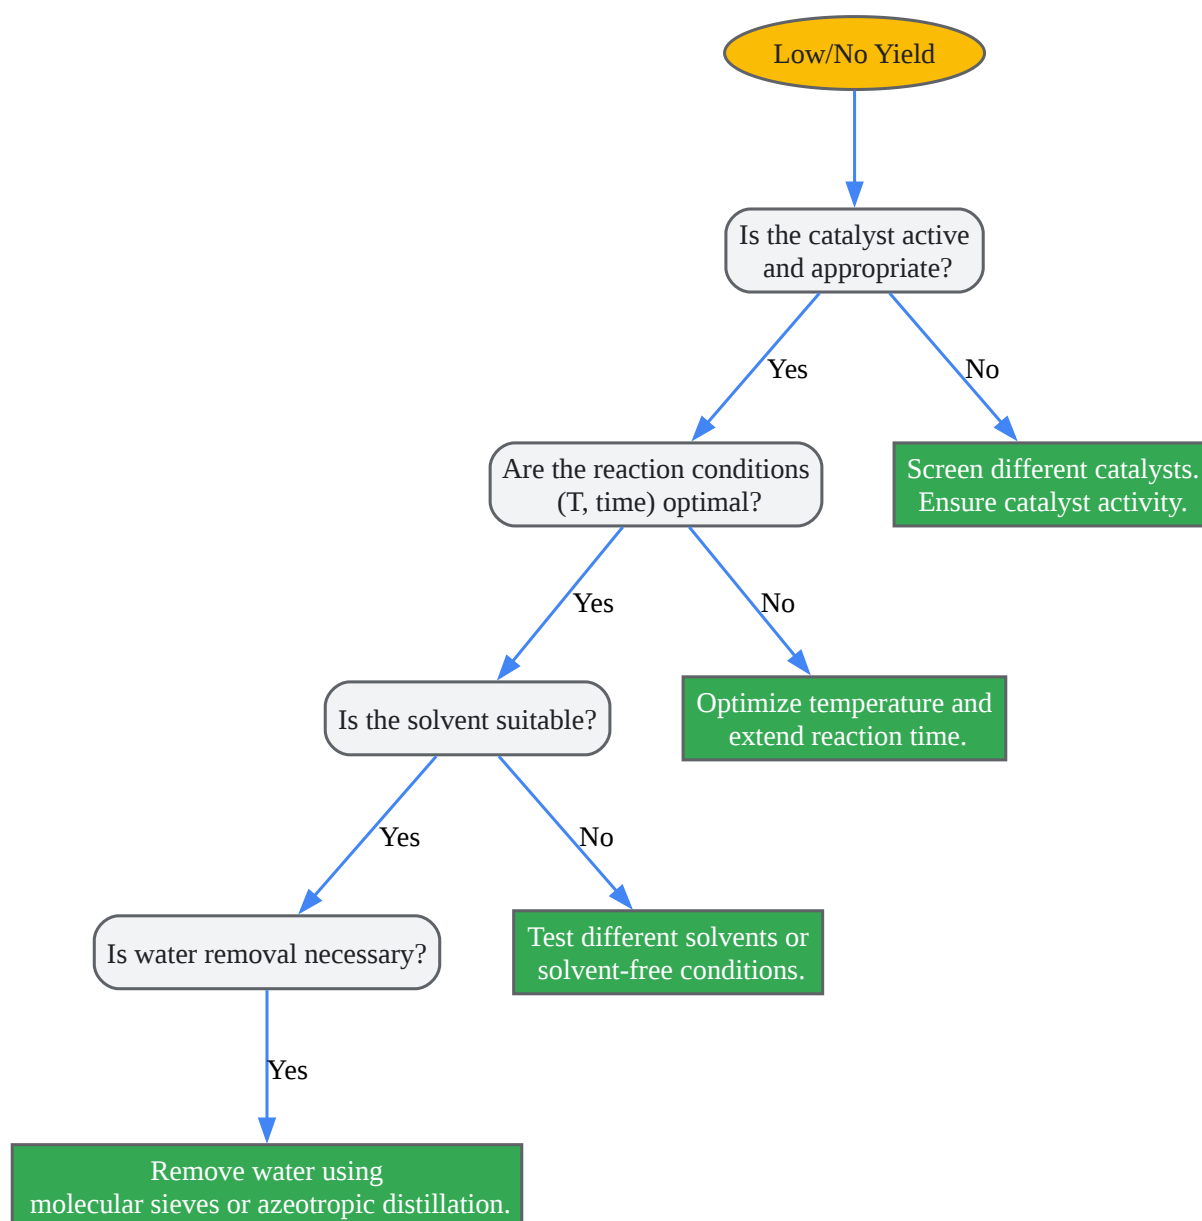 Low/No Yield
Is the catalyst active
and appropriate?
Yes
No
Are the reaction conditions
(T, time) optimal?
Screen different catalysts.
Ensure catalyst activity.
Yes
No
Is the solvent suitable?
Optimize temperature and
extend reaction time.
Yes
No
Is water removal necessary?
Test different solvents or
solvent-free conditions.
Yes
Remove water using
molecular sieves or azeotropic distillation.